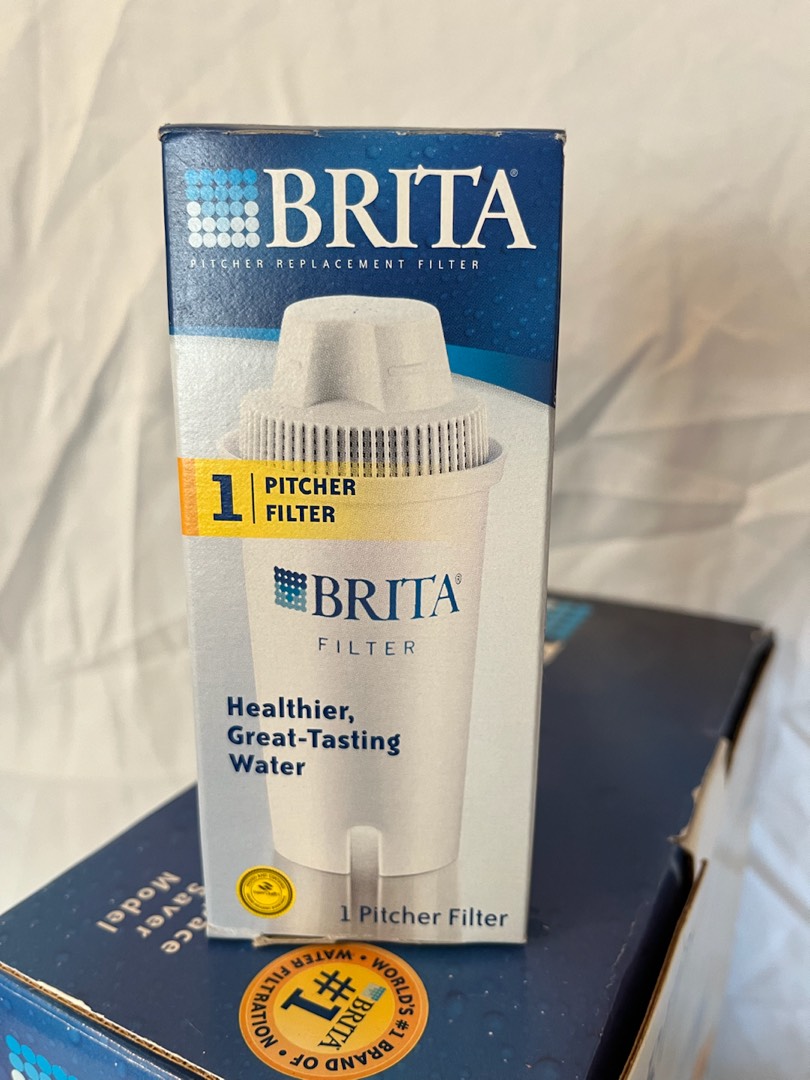 BRITA®
PITCHER REPLACEMENT FILTER
1 PITCHER
FILTER
BRITA®
FILTER
Healthier,
Great-Tasting
Water
1 Pitcher Filter
Saver
Model
WORLD'S #1 BRAND OF WATER FILTRATION
#1
BRITA